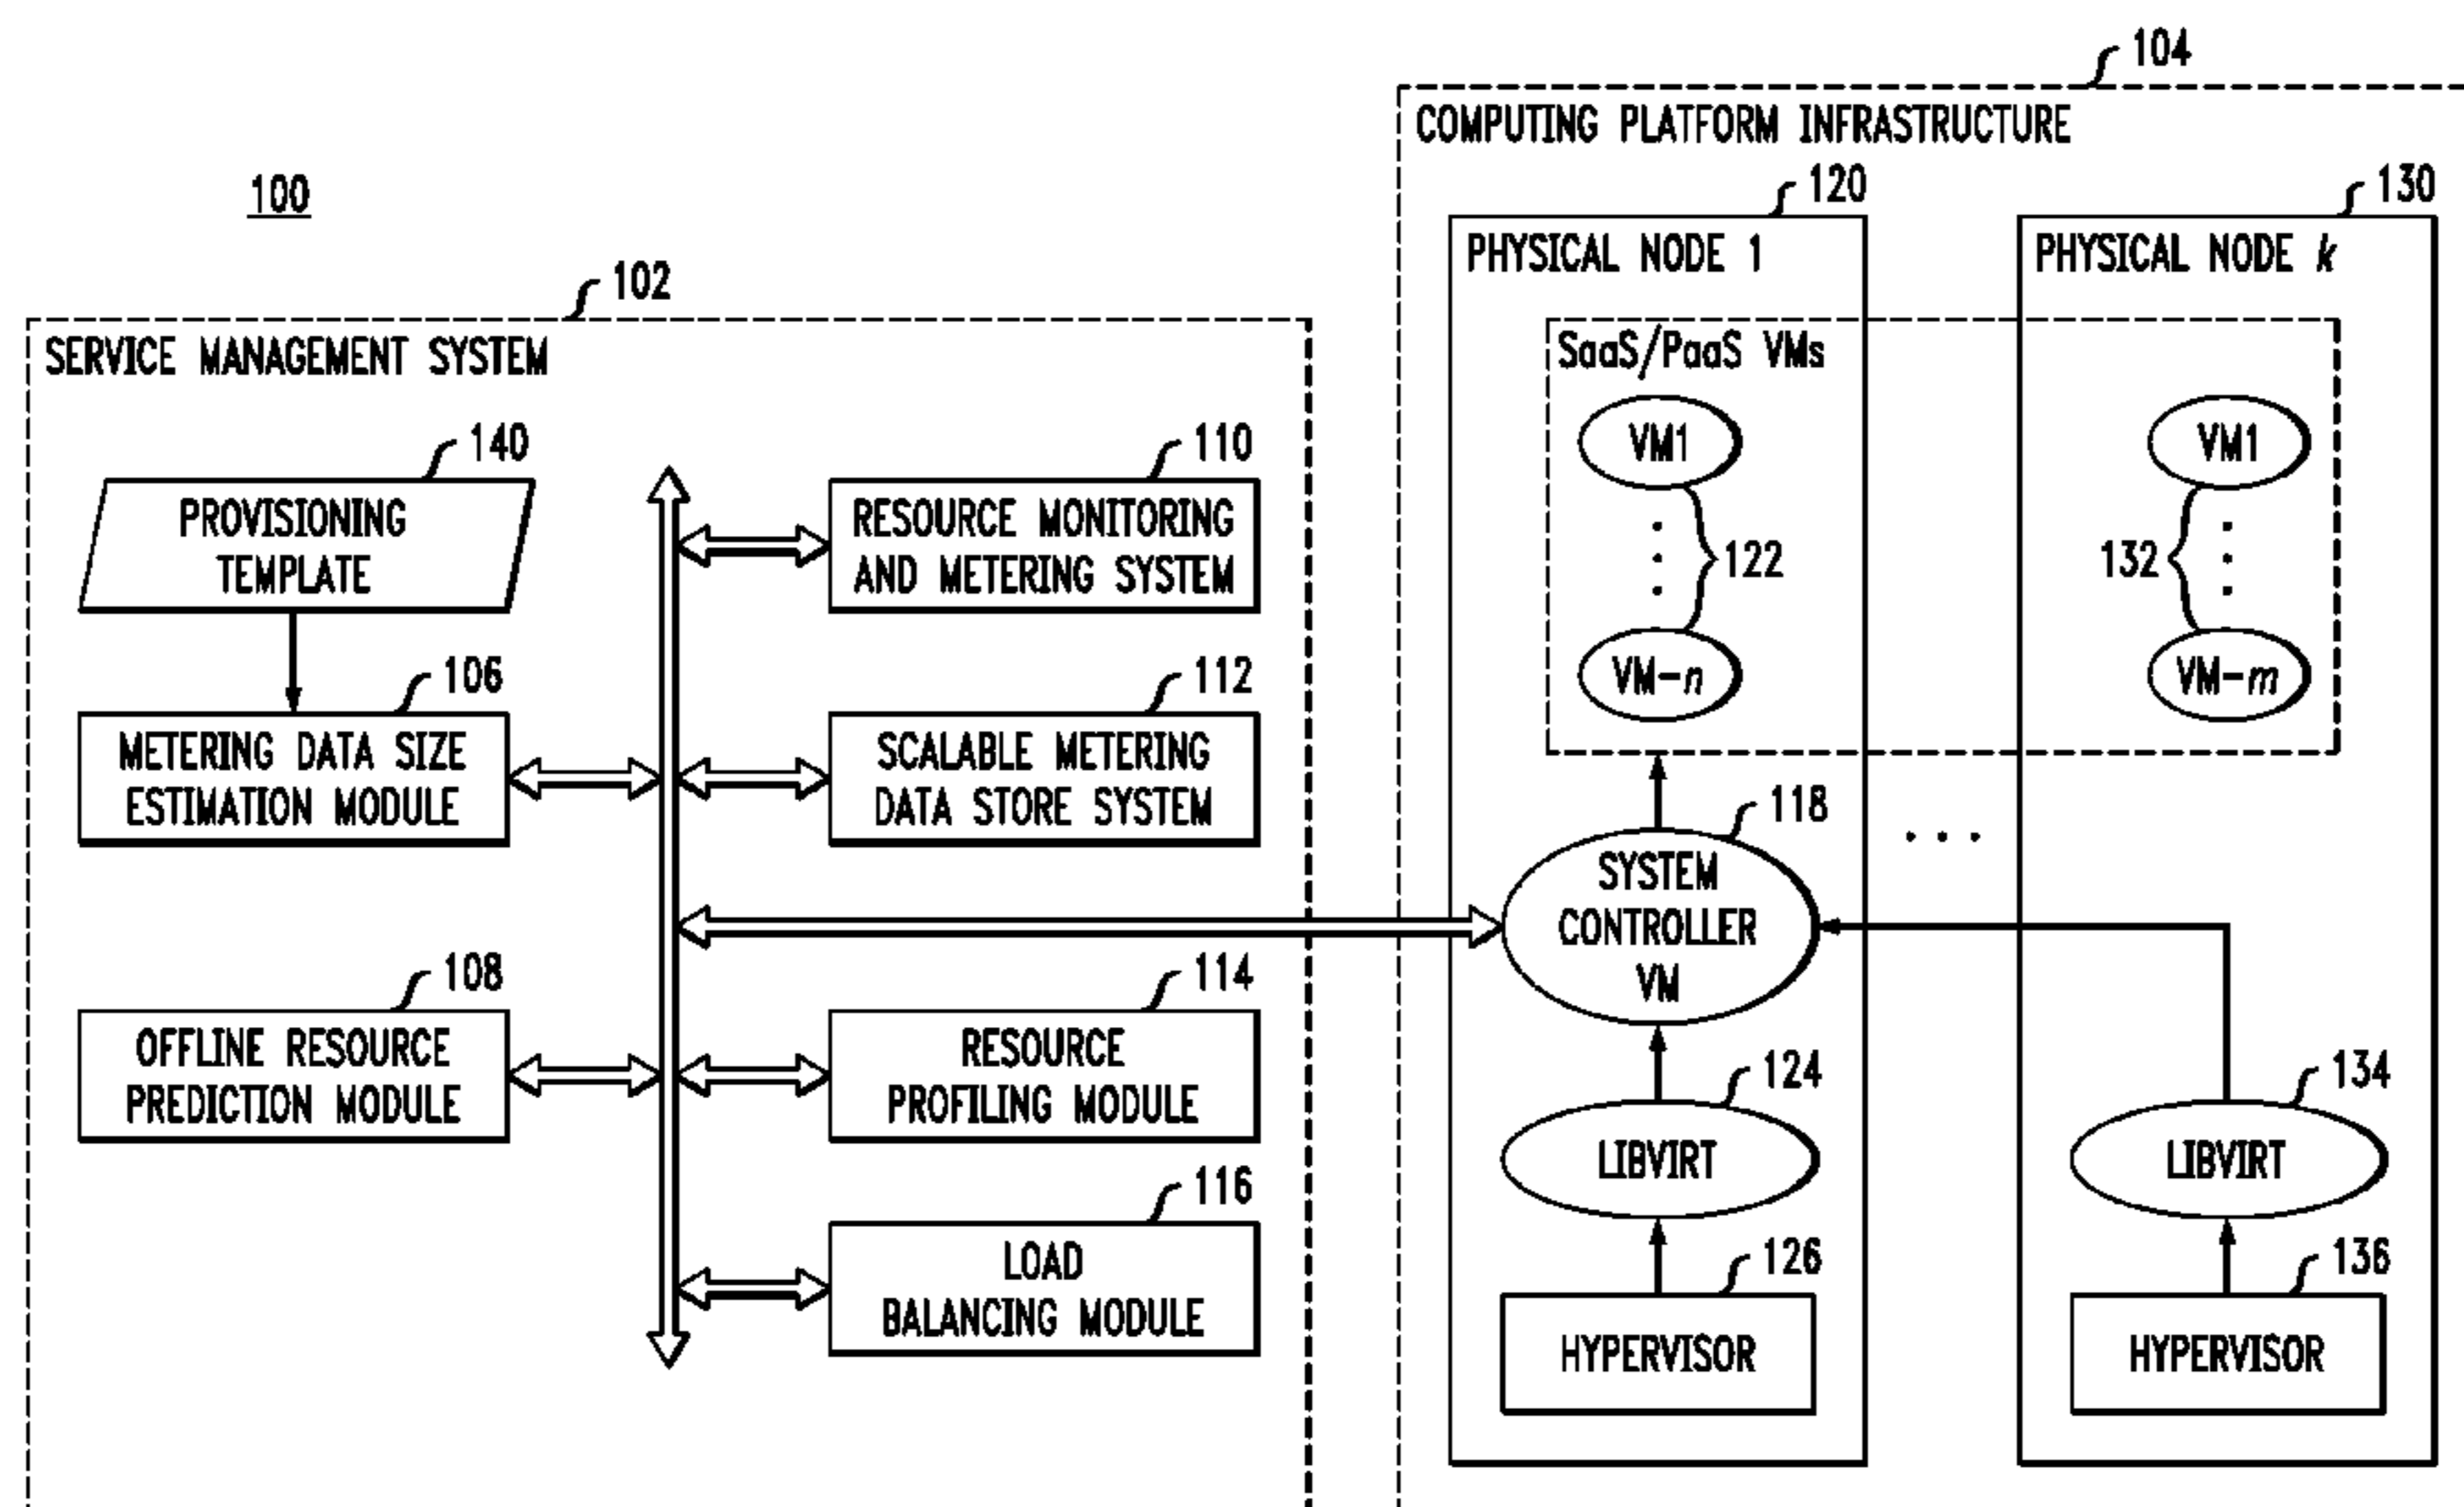 104
COMPUTING PLATFORM INFRASTRUCTURE
100
120
130
PHYSICAL NODE 1
PHYSICAL NODE k
102
SERVICE MANAGEMENT SYSTEM
SaaS/PaaS VMs
140
110
VM1
VM1
PROVISIONING
TEMPLATE
RESOURCE MONITORING
AND METERING SYSTEM
122
132
106
112
VM-n
VM-m
METERING DATA SIZE
ESTIMATION MODULE
SCALABLE METERING
DATA STORE SYSTEM
118
. . .
SYSTEM
CONTROLLER
VM
108
114
OFFLINE RESOURCE
PREDICTION MODULE
RESOURCE
PROFILING MODULE
124
134
LIBVIRT
LIBVIRT
116
LOAD
BALANCING MODULE
126
136
HYPERVISOR
HYPERVISOR